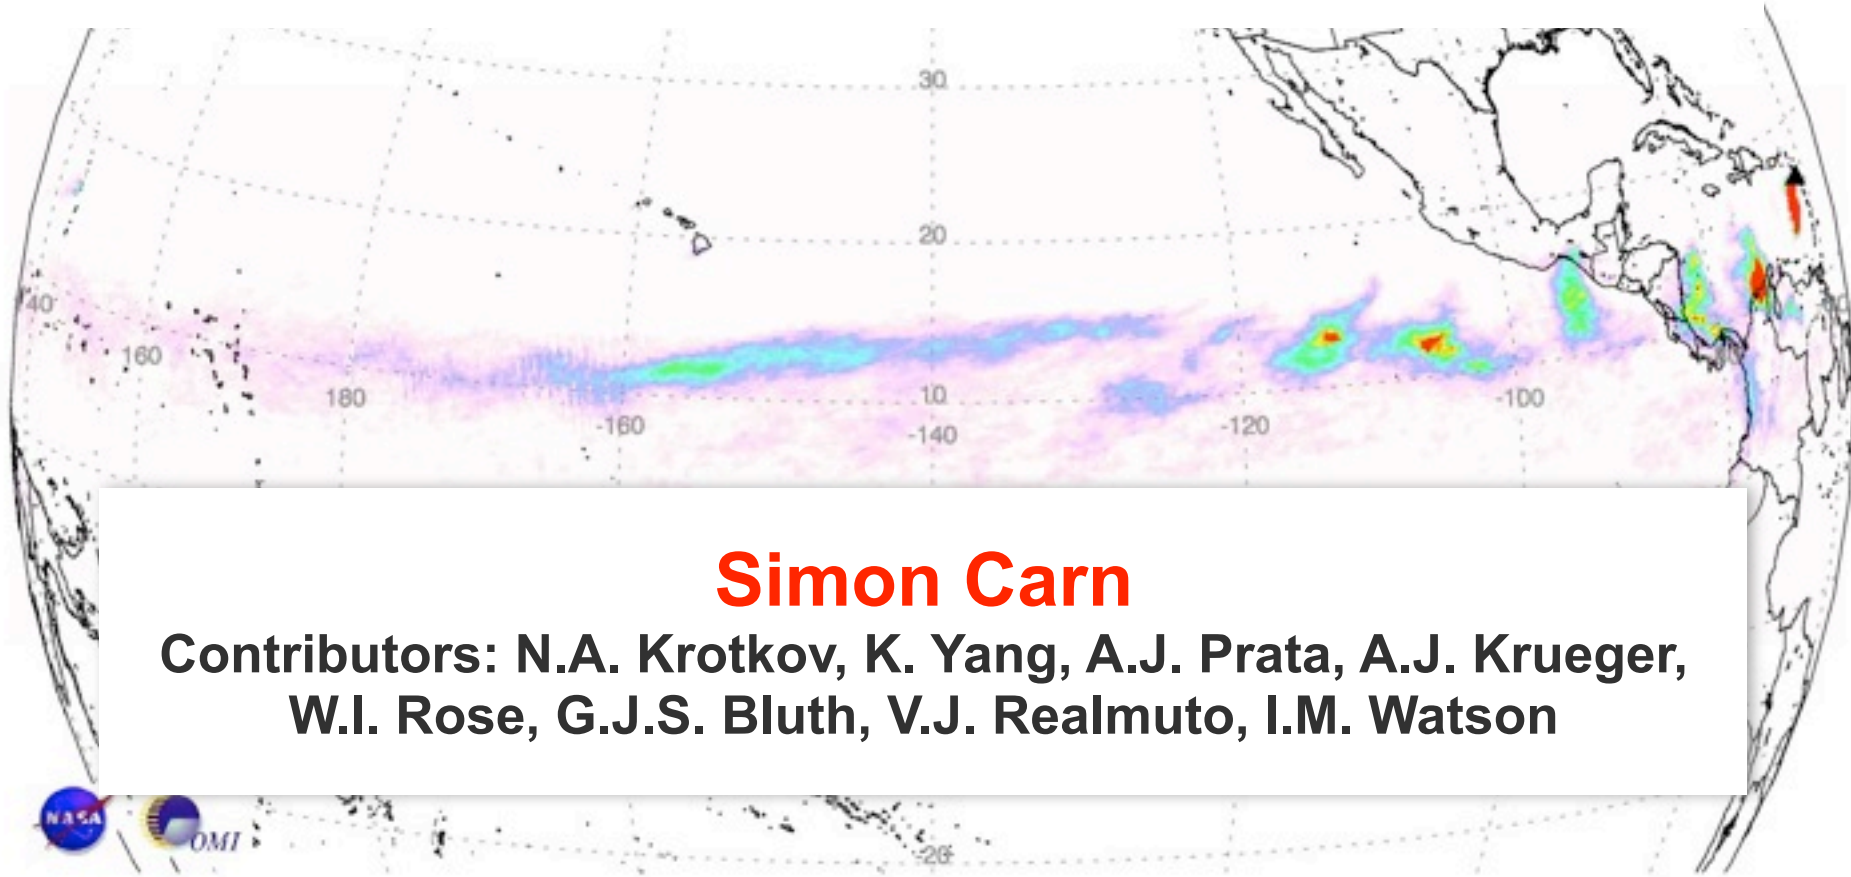 30
20
40
160
180
10
-160
-140
-120
-100
Simon Carn
Contributors: N.A. Krotkov, K. Yang, A.J. Prata, A.J. Krueger,
W.I. Rose, G.J.S. Bluth, V.J. Realmuto, I.M. Watson
NASA
OMI
-20